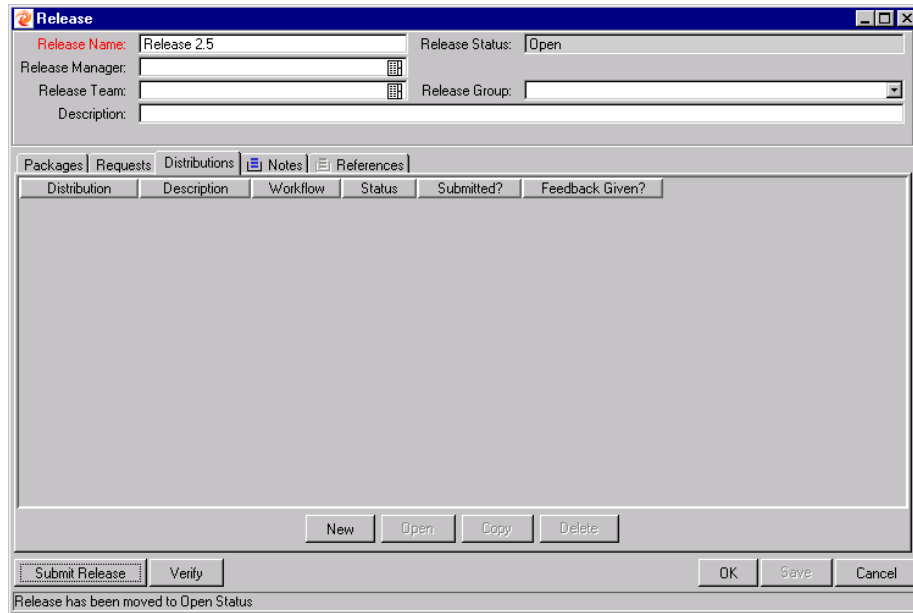 Release
Release Name: Release 2.5 Release Status: Open
Release Manager:
Release Team: Release Group:
Description:
Packages Requests Distributions Notes References
Distribution Description Workflow Status Submitted? Feedback Given?
New Open Copy Delete
Submit Release Verify OK Save Cancel
Release has been moved to Open Status